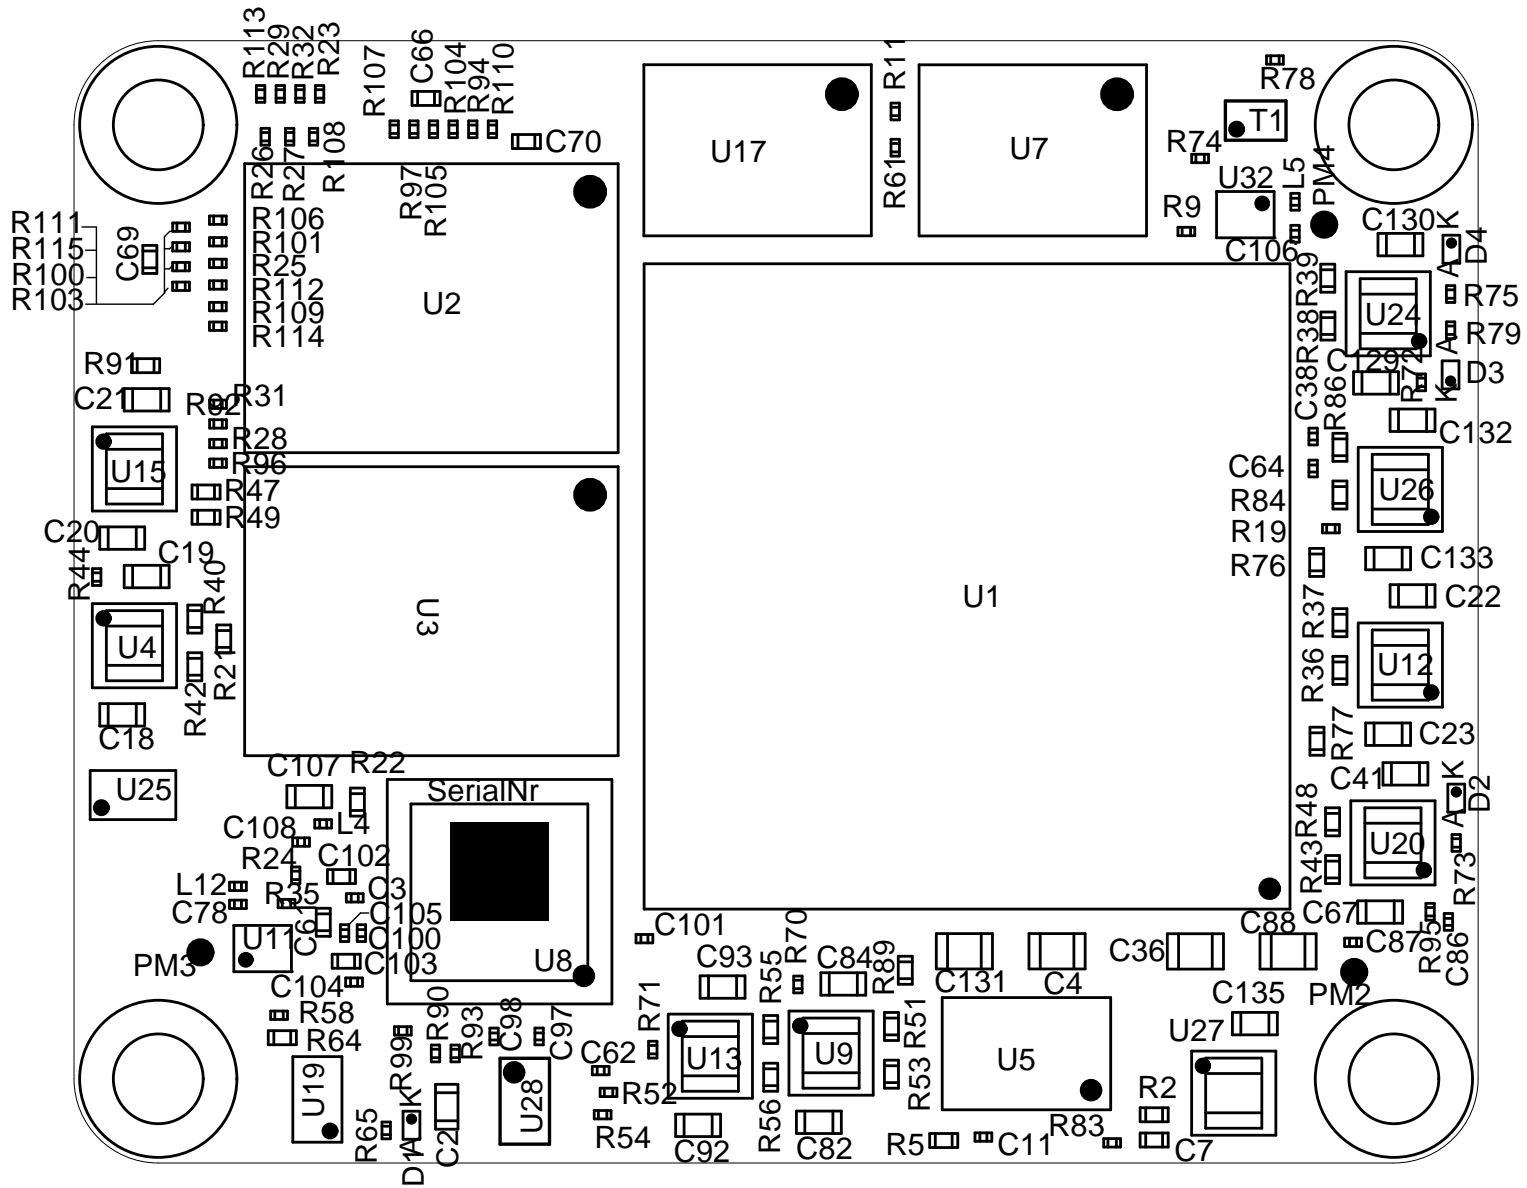 R113
R29
R32
R23
R107
C66
R104
R94
R110
R11
R78
T1
C70
U17
U7
R74
R26
R27
R108
R97
R105
R61
U32
L5
PM4
R9
C106
C130
K
A
D4
R111
R115
R100
R103
C69
R106
R101
R25
R112
R109
R114
U2
R39
R38
U24
R75
R79
A
K
D3
C129
R72
R91
C21
R92
R31
R28
R96
C38
R86
C132
U15
R47
R49
C64
R84
R19
R76
U26
C20
C19
R44
R40
C133
C22
U3
U1
U4
R21
R42
R37
R36
U12
C18
R77
C23
U25
C107
R22
SerialNr
C41
K
A
D2
C108
L4
R48
R43
U20
R24
C102
L12
C78
R35
C3
C105
C61
C100
U11
C103
PM3
C104
U8
R73
C101
C88
C67
R95
C86
C87
C93
R70
R55
C84
R89
C131
C4
C36
PM2
C135
R58
R64
R99
R90
R93
C98
C97
R71
U13
U9
R51
R53
U5
U27
U19
C62
R52
R54
R56
R2
R65
D1
A
K
C2
U28
C92
C82
R5
C11
R83
C7